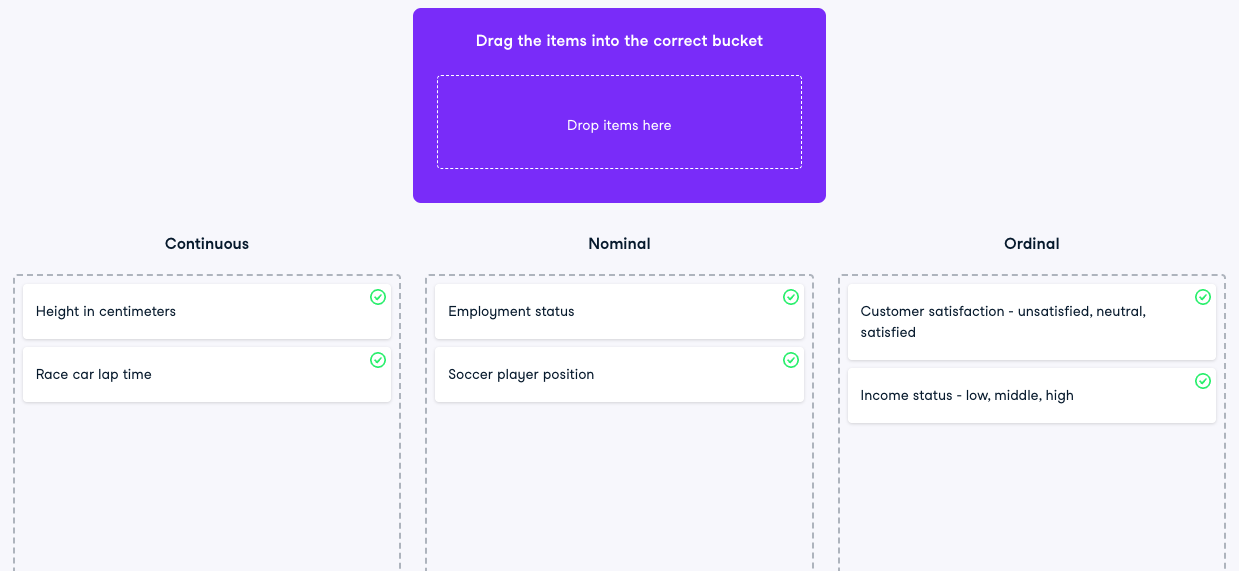 Drag the items into the correct bucket
Drop items here
Continuous
Height in centimeters
Race car lap time
Nominal
Employment status
Soccer player position
Ordinal
Customer satisfaction - unsatisfied, neutral,
satisfied
Income status - low, middle, high